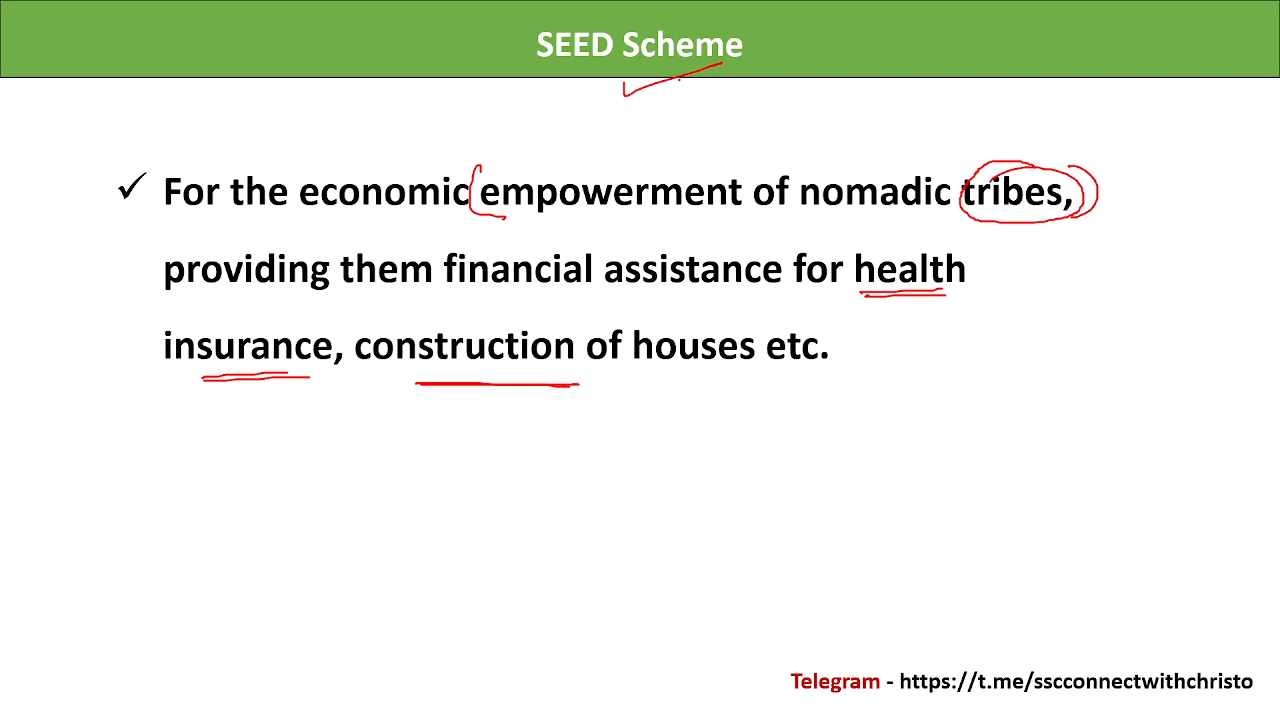 SEED Scheme
✓ For the economic empowerment of nomadic tribes,
providing them financial assistance for health
insurance, construction of houses etc.
Telegram - https://t.me/sscconnectwithchristo